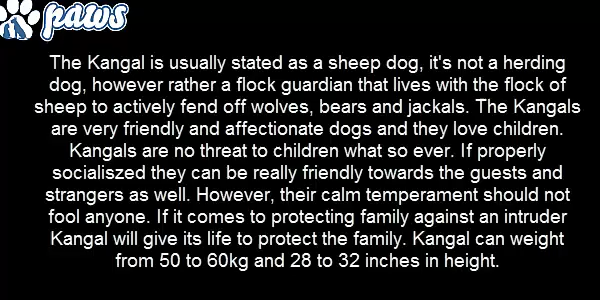 paws
The Kangal is usually stated as a sheep dog, it's not a herding
dog, however rather a flock guardian that lives with the flock of
sheep to actively fend off wolves, bears and jackals. The Kangals
are very friendly and affectionate dogs and they love children.
Kangals are no threat to children what so ever. If properly
socialiszed they can be really friendly towards the guests and
strangers as well. However, their calm temperament should not
fool anyone. If it comes to protecting family against an intruder
Kangal will give its life to protect the family. Kangal can weight
from 50 to 60kg and 28 to 32 inches in height.